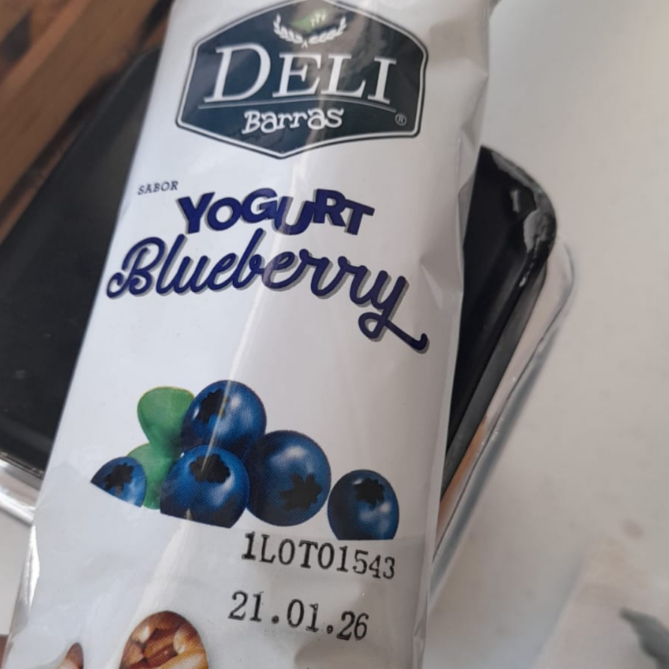 DELI
Barras
®
SABOR
YOGURT
Blueberry
1LOT01543
21.01.26